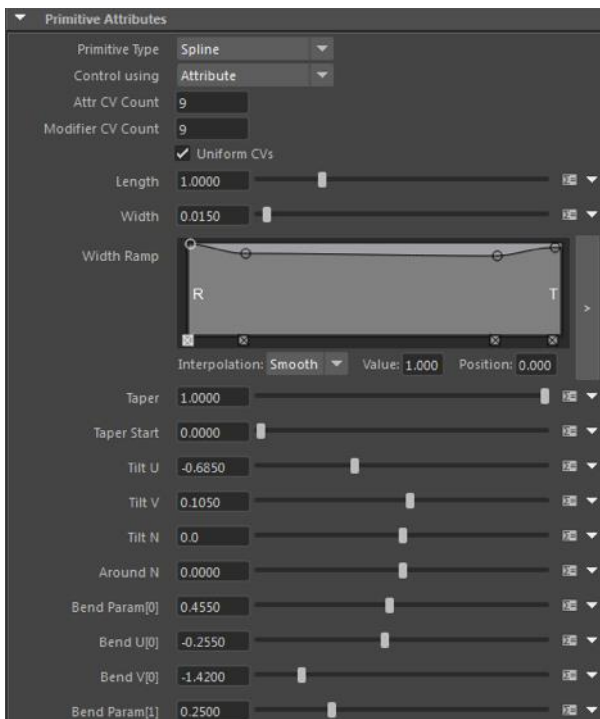 Primitive Attributes
Primitive Type Spline
Control using Attribute
Attr CV Count 9
Modifier CV Count 9
Uniform CVs
Length 1.0000
Width 0.0150
Width Ramp
R T
>
Interpolation: Smooth Value: 1.000 Position: 0.000
Taper 1.0000
Taper Start 0.0000
Tilt U -0.6850
Tilt V 0.1050
Tilt N 0.0
Around N 0.0000
Bend Param[0] 0.4550
Bend U[0] -0.2550
Bend V[0] -1.4200
Bend Param[1] 0.2500